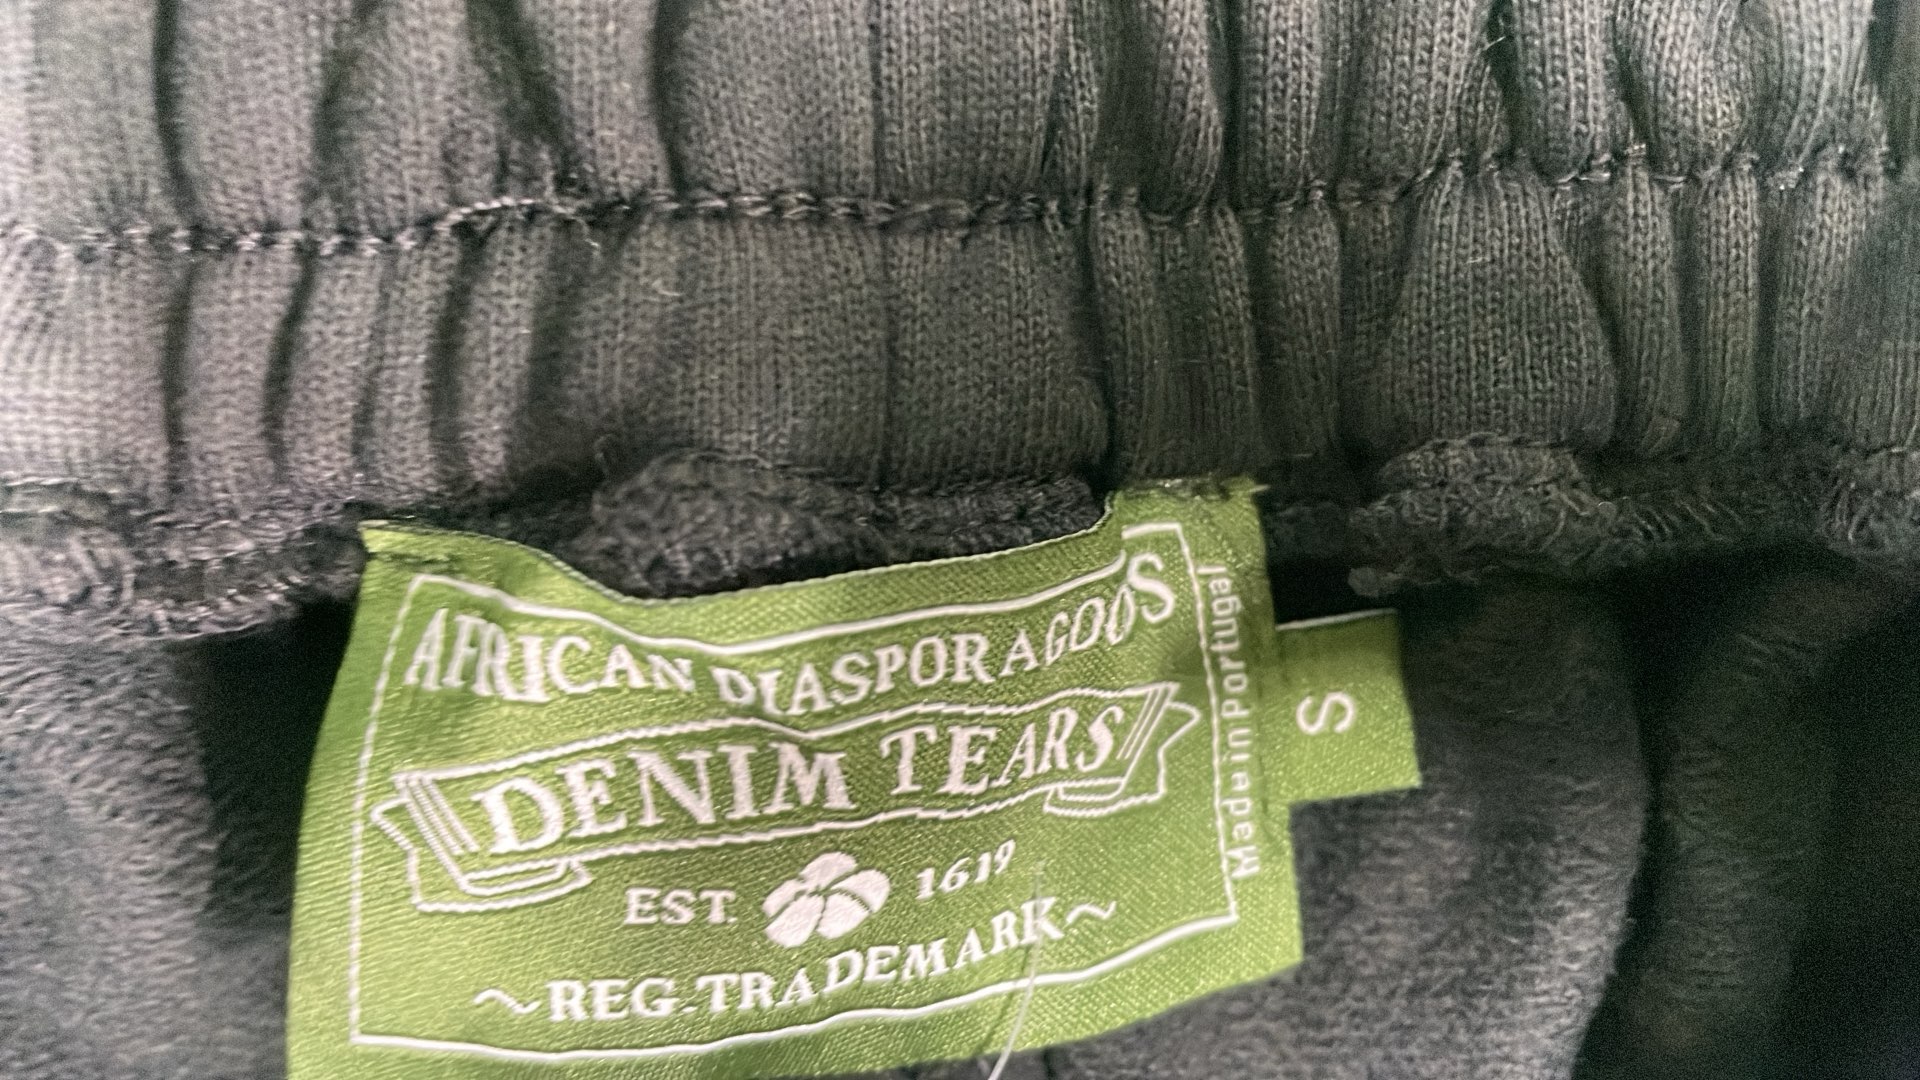 AFRICAN DIASPORA GOODS
DENIM TEARS
EST. 1619
~REG. TRADEMARK~
Made in Portugal
S